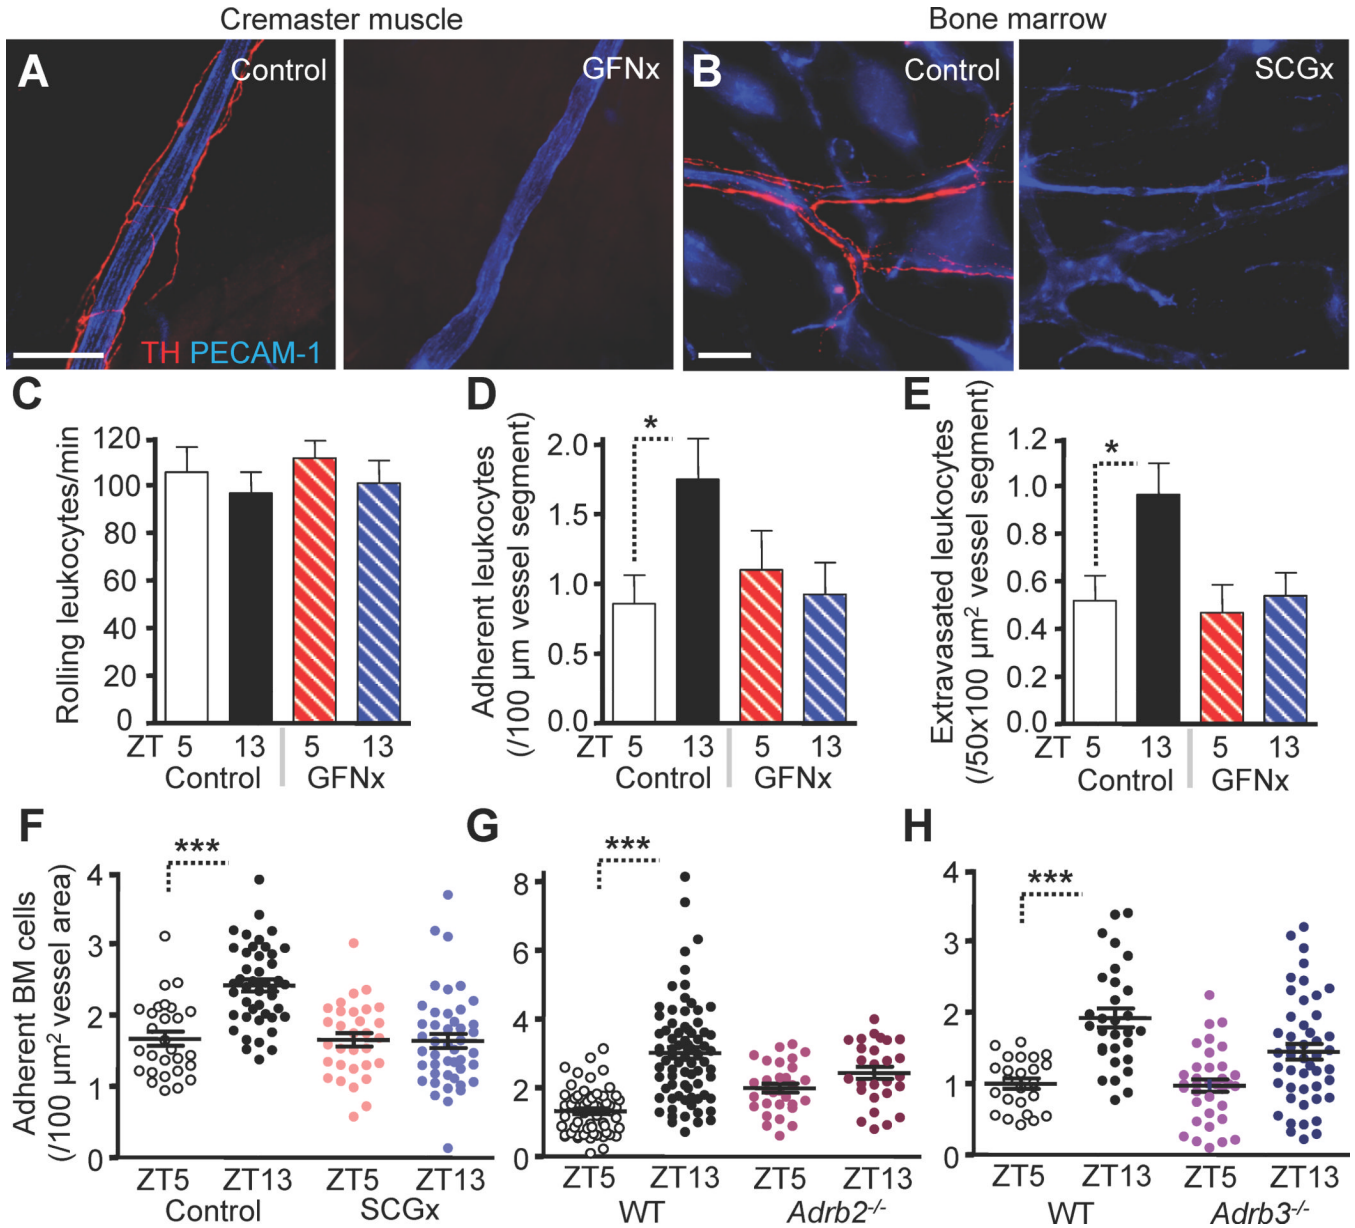 Cremaster muscle
Bone marrow
A
Control
GFNx
B
Control
SCGx
TH PECAM-1
C
Rolling leukocytes/min
120
100
80
60
40
20
0
ZT 5 13 5 13
Control GFNx
D
Adherent leukocytes
(/100 µm vessel segment)
2.0
1.5
1.0
0.5
0.0
*
ZT 5 13 5 13
Control GFNx
E
Extravasated leukocytes
(/50x100 µm² vessel segment)
1.2
1.0
0.8
0.6
0.4
0.2
0.0
*
ZT 5 13 5 13
Control GFNx
F
Adherent BM cells
(/100 µm² vessel area)
4
3
2
1
0
***
ZT5 ZT13 ZT5 ZT13
Control SCGx
G
8
6
4
2
0
***
ZT5 ZT13 ZT5 ZT13
WT Adrb2-/-
H
4
3
2
1
0
***
ZT5 ZT13 ZT5 ZT13
WT Adrb3-/-